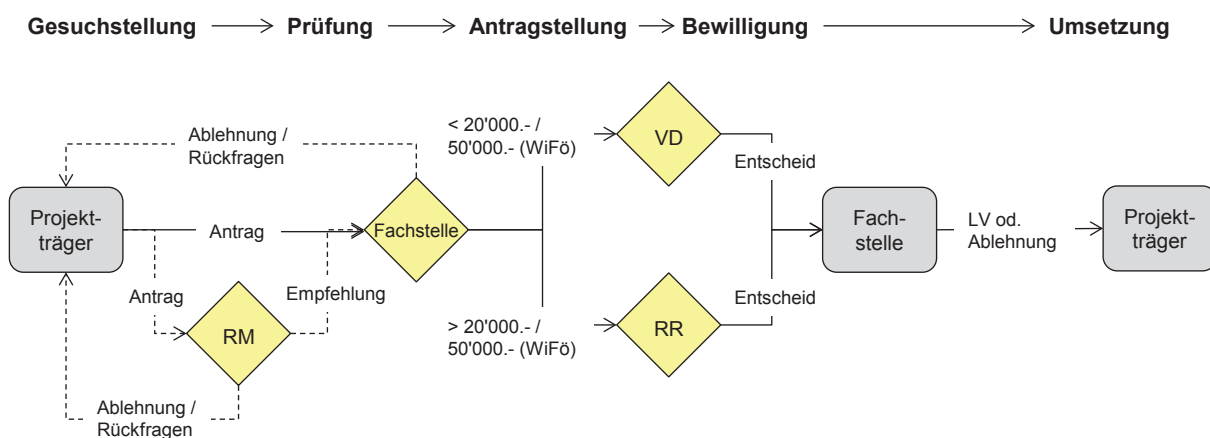 Gesuchstellung Prüfung Antragstellung Bewilligung Umsetzung
Ablehnung /
Rückfragen
< 20'000.- /
50'000.- (WiFö)
VD
Entscheid
Projekt-
träger
Antrag
Fachstelle
Fach-
stelle
LV od.
Ablehnung
Projekt-
träger
Antrag
RM
Empfehlung
> 20'000.- /
50'000.- (WiFö)
RR
Entscheid
Ablehnung /
Rückfragen